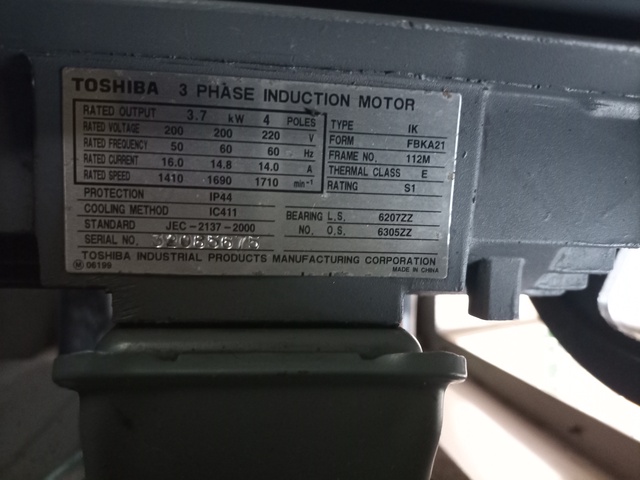 TOSHIBA 3 PHASE INDUCTION MOTOR
RATED OUTPUT 3.7 kW 4 POLES
RATED VOLTAGE 200 200 220 V
RATED FREQUENCY 50 60 60 Hz
RATED CURRENT 16.0 14.8 14.0 A
RATED SPEED 1410 1690 1710 min⁻¹
TYPE IK
FORM FBKA21
FRAME NO. 112M
THERMAL CLASS E
RATING S1
PROTECTION IP44
COOLING METHOD IC411
STANDARD JEC-2137-2000
SERIAL NO.
BEARING L.S. 6207ZZ
NO. O.S. 6305ZZ
TOSHIBA INDUSTRIAL PRODUCTS MANUFACTURING CORPORATION
06199 MADE IN CHINA